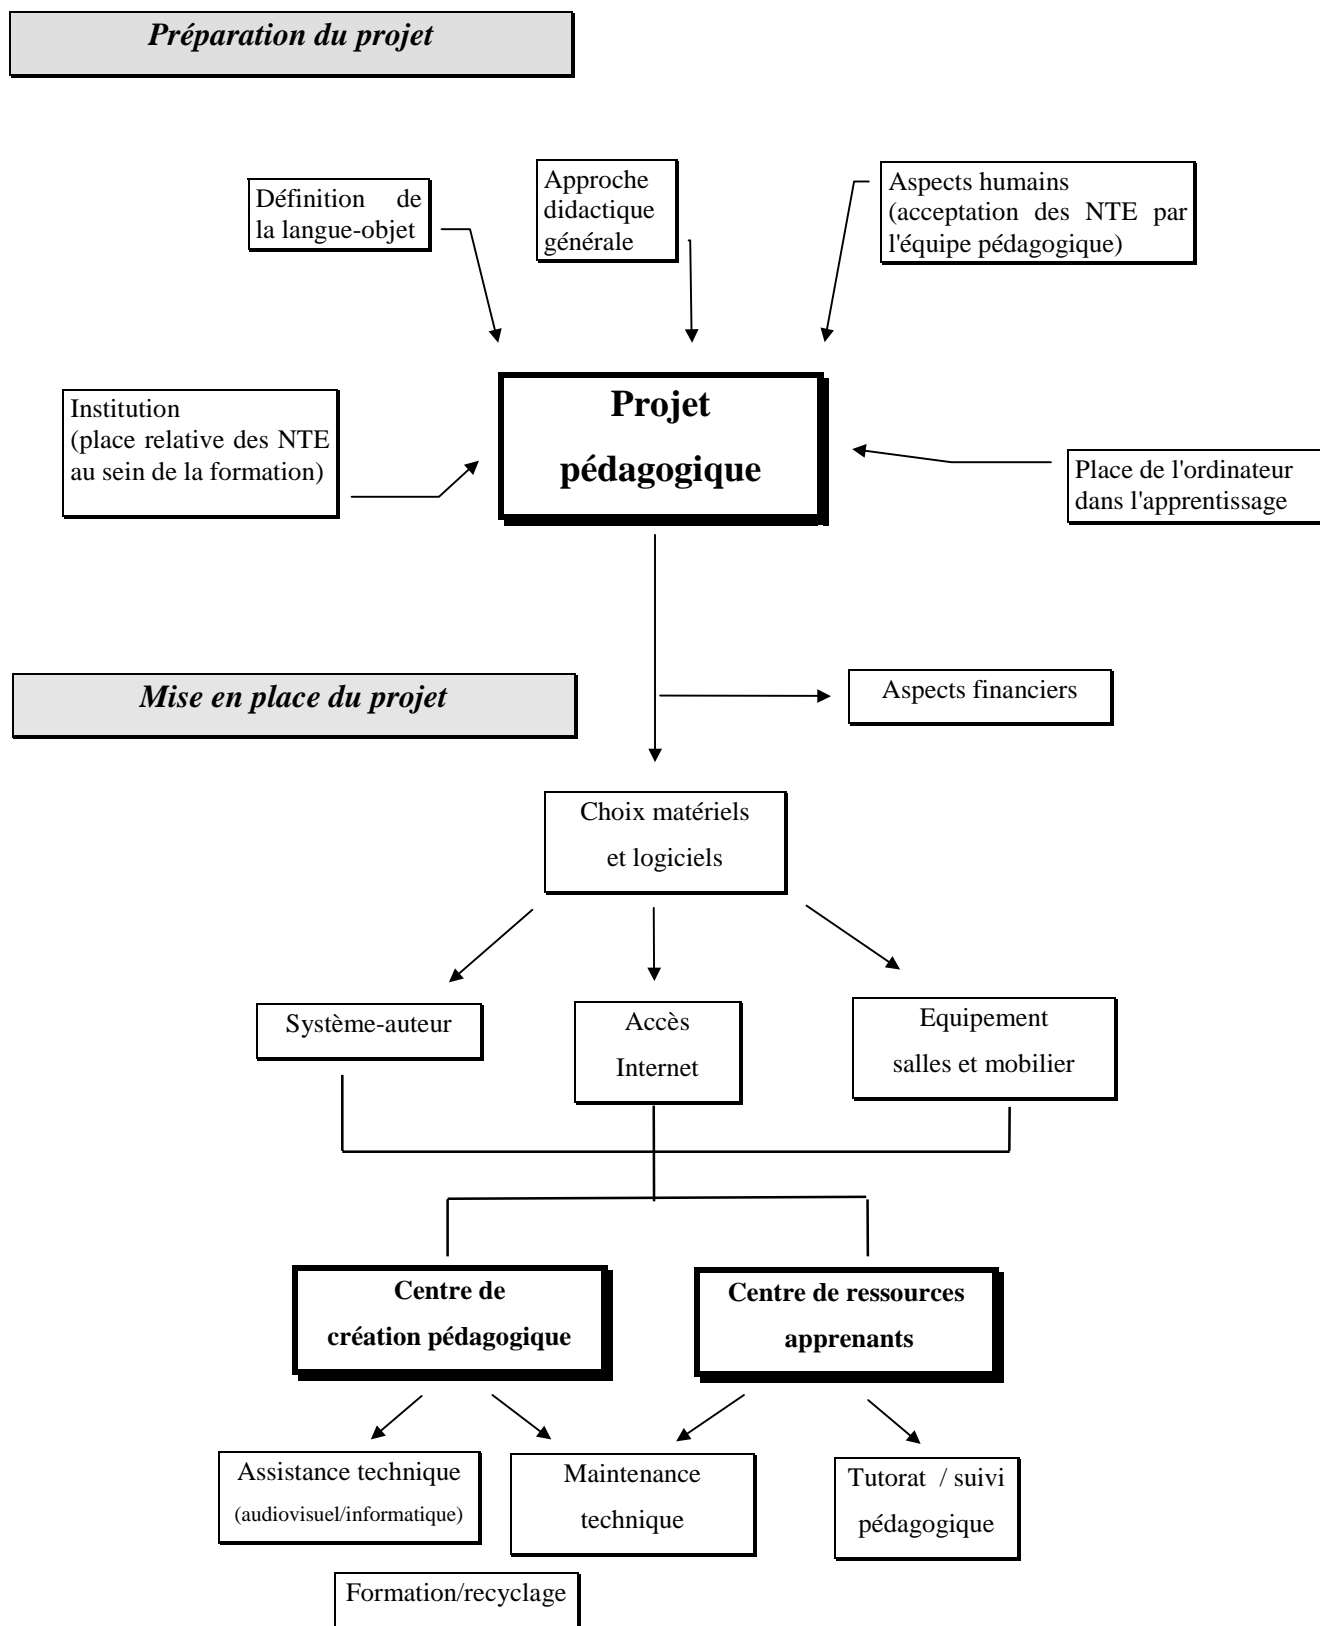 Préparation du projet
Définition de
la langue-objet
Approche
didactique
générale
Aspects humains
(acceptation des NTE par
l'équipe pédagogique)
Institution
(place relative des NTE
au sein de la formation)
Projet
pédagogique
Place de l'ordinateur
dans l'apprentissage
Mise en place du projet
Aspects financiers
Choix matériels
et logiciels
Système-auteur
Accès
Internet
Equipement
salles et mobilier
Centre de
création pédagogique
Centre de ressources
apprenants
Assistance technique
(audiovisuel/informatique)
Maintenance
technique
Tutorat / suivi
pédagogique
Formation/recyclage